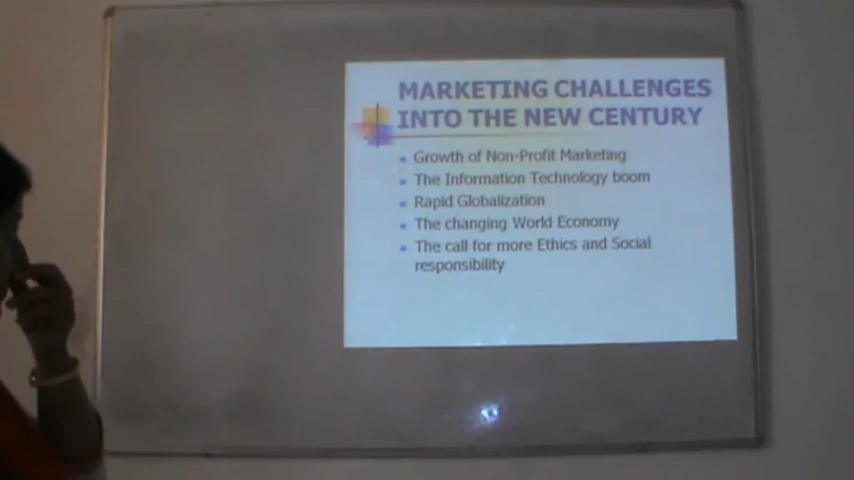 MARKETING CHALLENGES
INTO THE NEW CENTURY
Growth of Non-Profit Marketing
The Information Technology boom
Rapid Globalization
The changing World Economy
The call for more Ethics and Social
responsibility